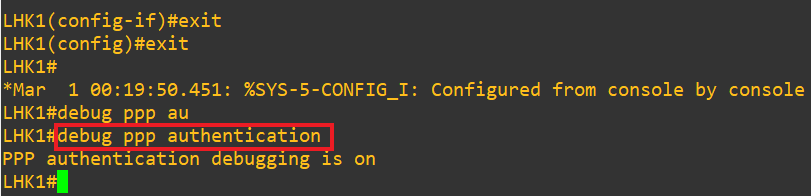 LHK1(config-if)#exit
LHK1(config)#exit
LHK1#
*Mar  1 00:19:50.451: %SYS-5-CONFIG_I: Configured from console by console
LHK1#debug ppp au
LHK1#debug ppp authentication
PPP authentication debugging is on
LHK1#